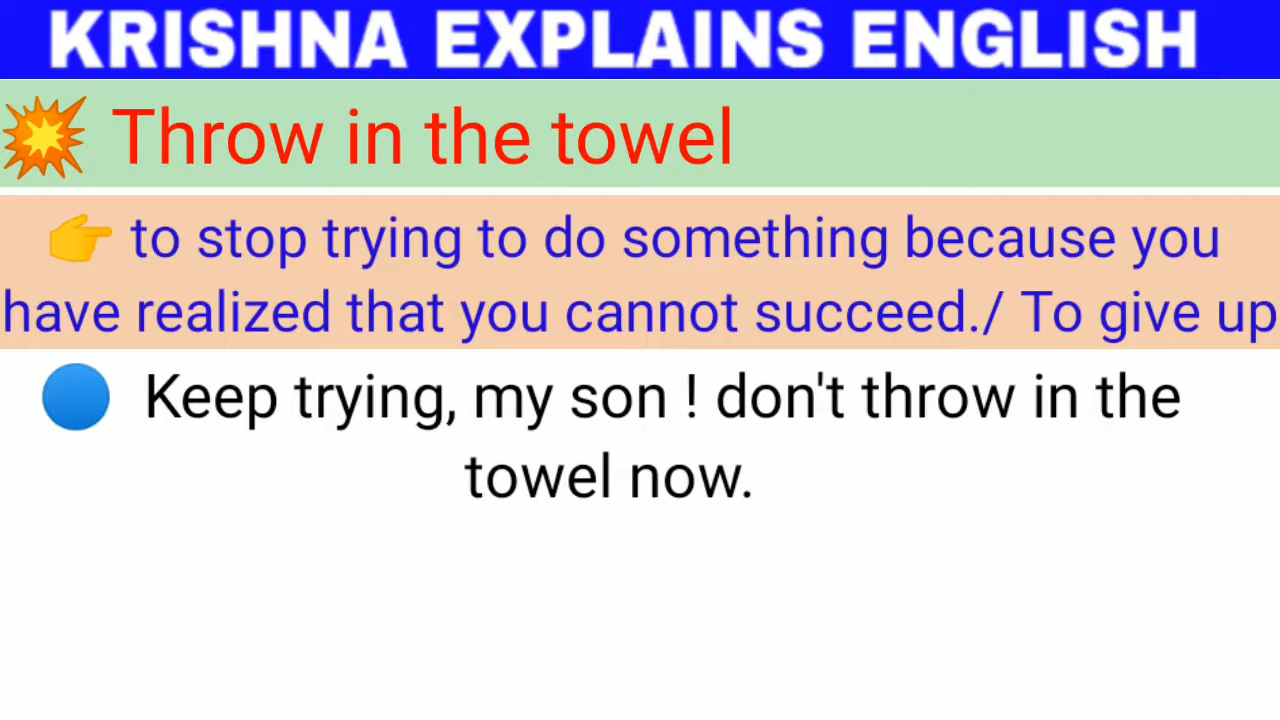 KRISHNA EXPLAINS ENGLISH
💥 Throw in the towel
👉 to stop trying to do something because you
have realized that you cannot succeed./ To give up
🔵 Keep trying, my son ! don't throw in the
towel now.